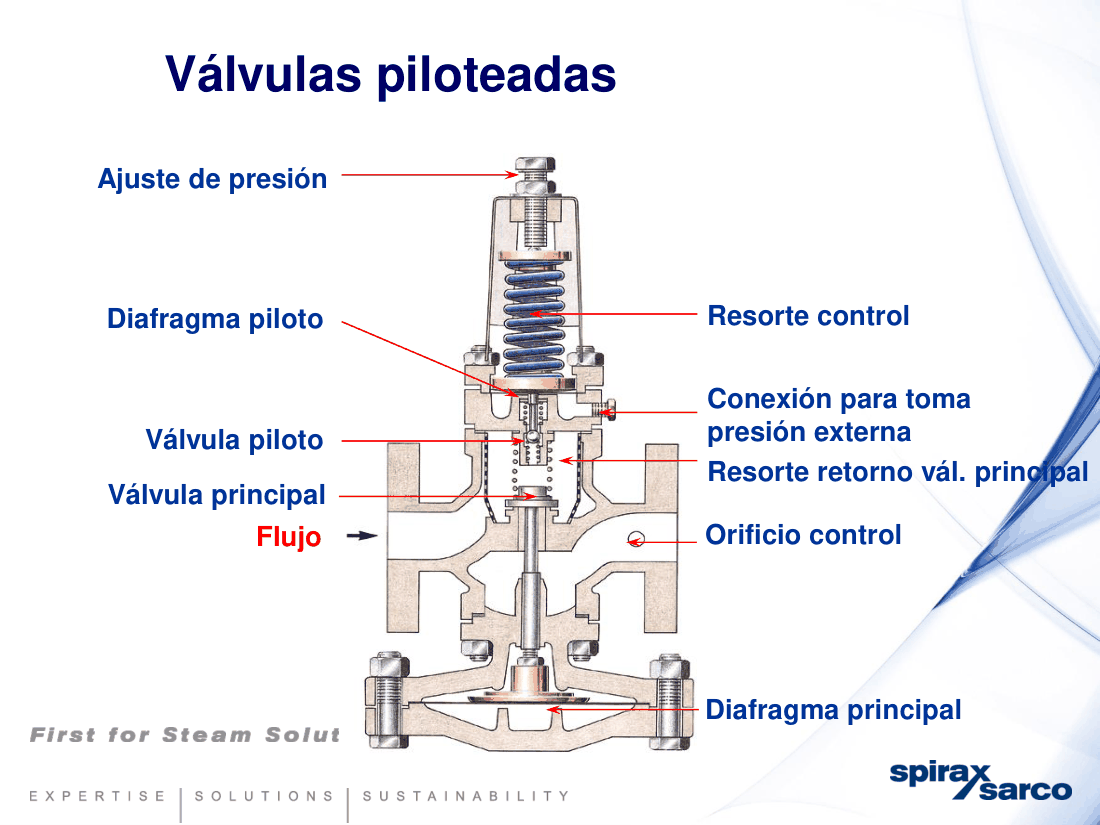 Válvulas piloteadas
Ajuste de presión
Diafragma piloto
Resorte control
Conexión para toma
presión externa
Válvula piloto
Resorte retorno vál. principal
Válvula principal
Flujo
Orificio control
Diafragma principal
First for Steam Solut
EXPERTISE SOLUTIONS SUSTAINABILITY
spirax
sarco